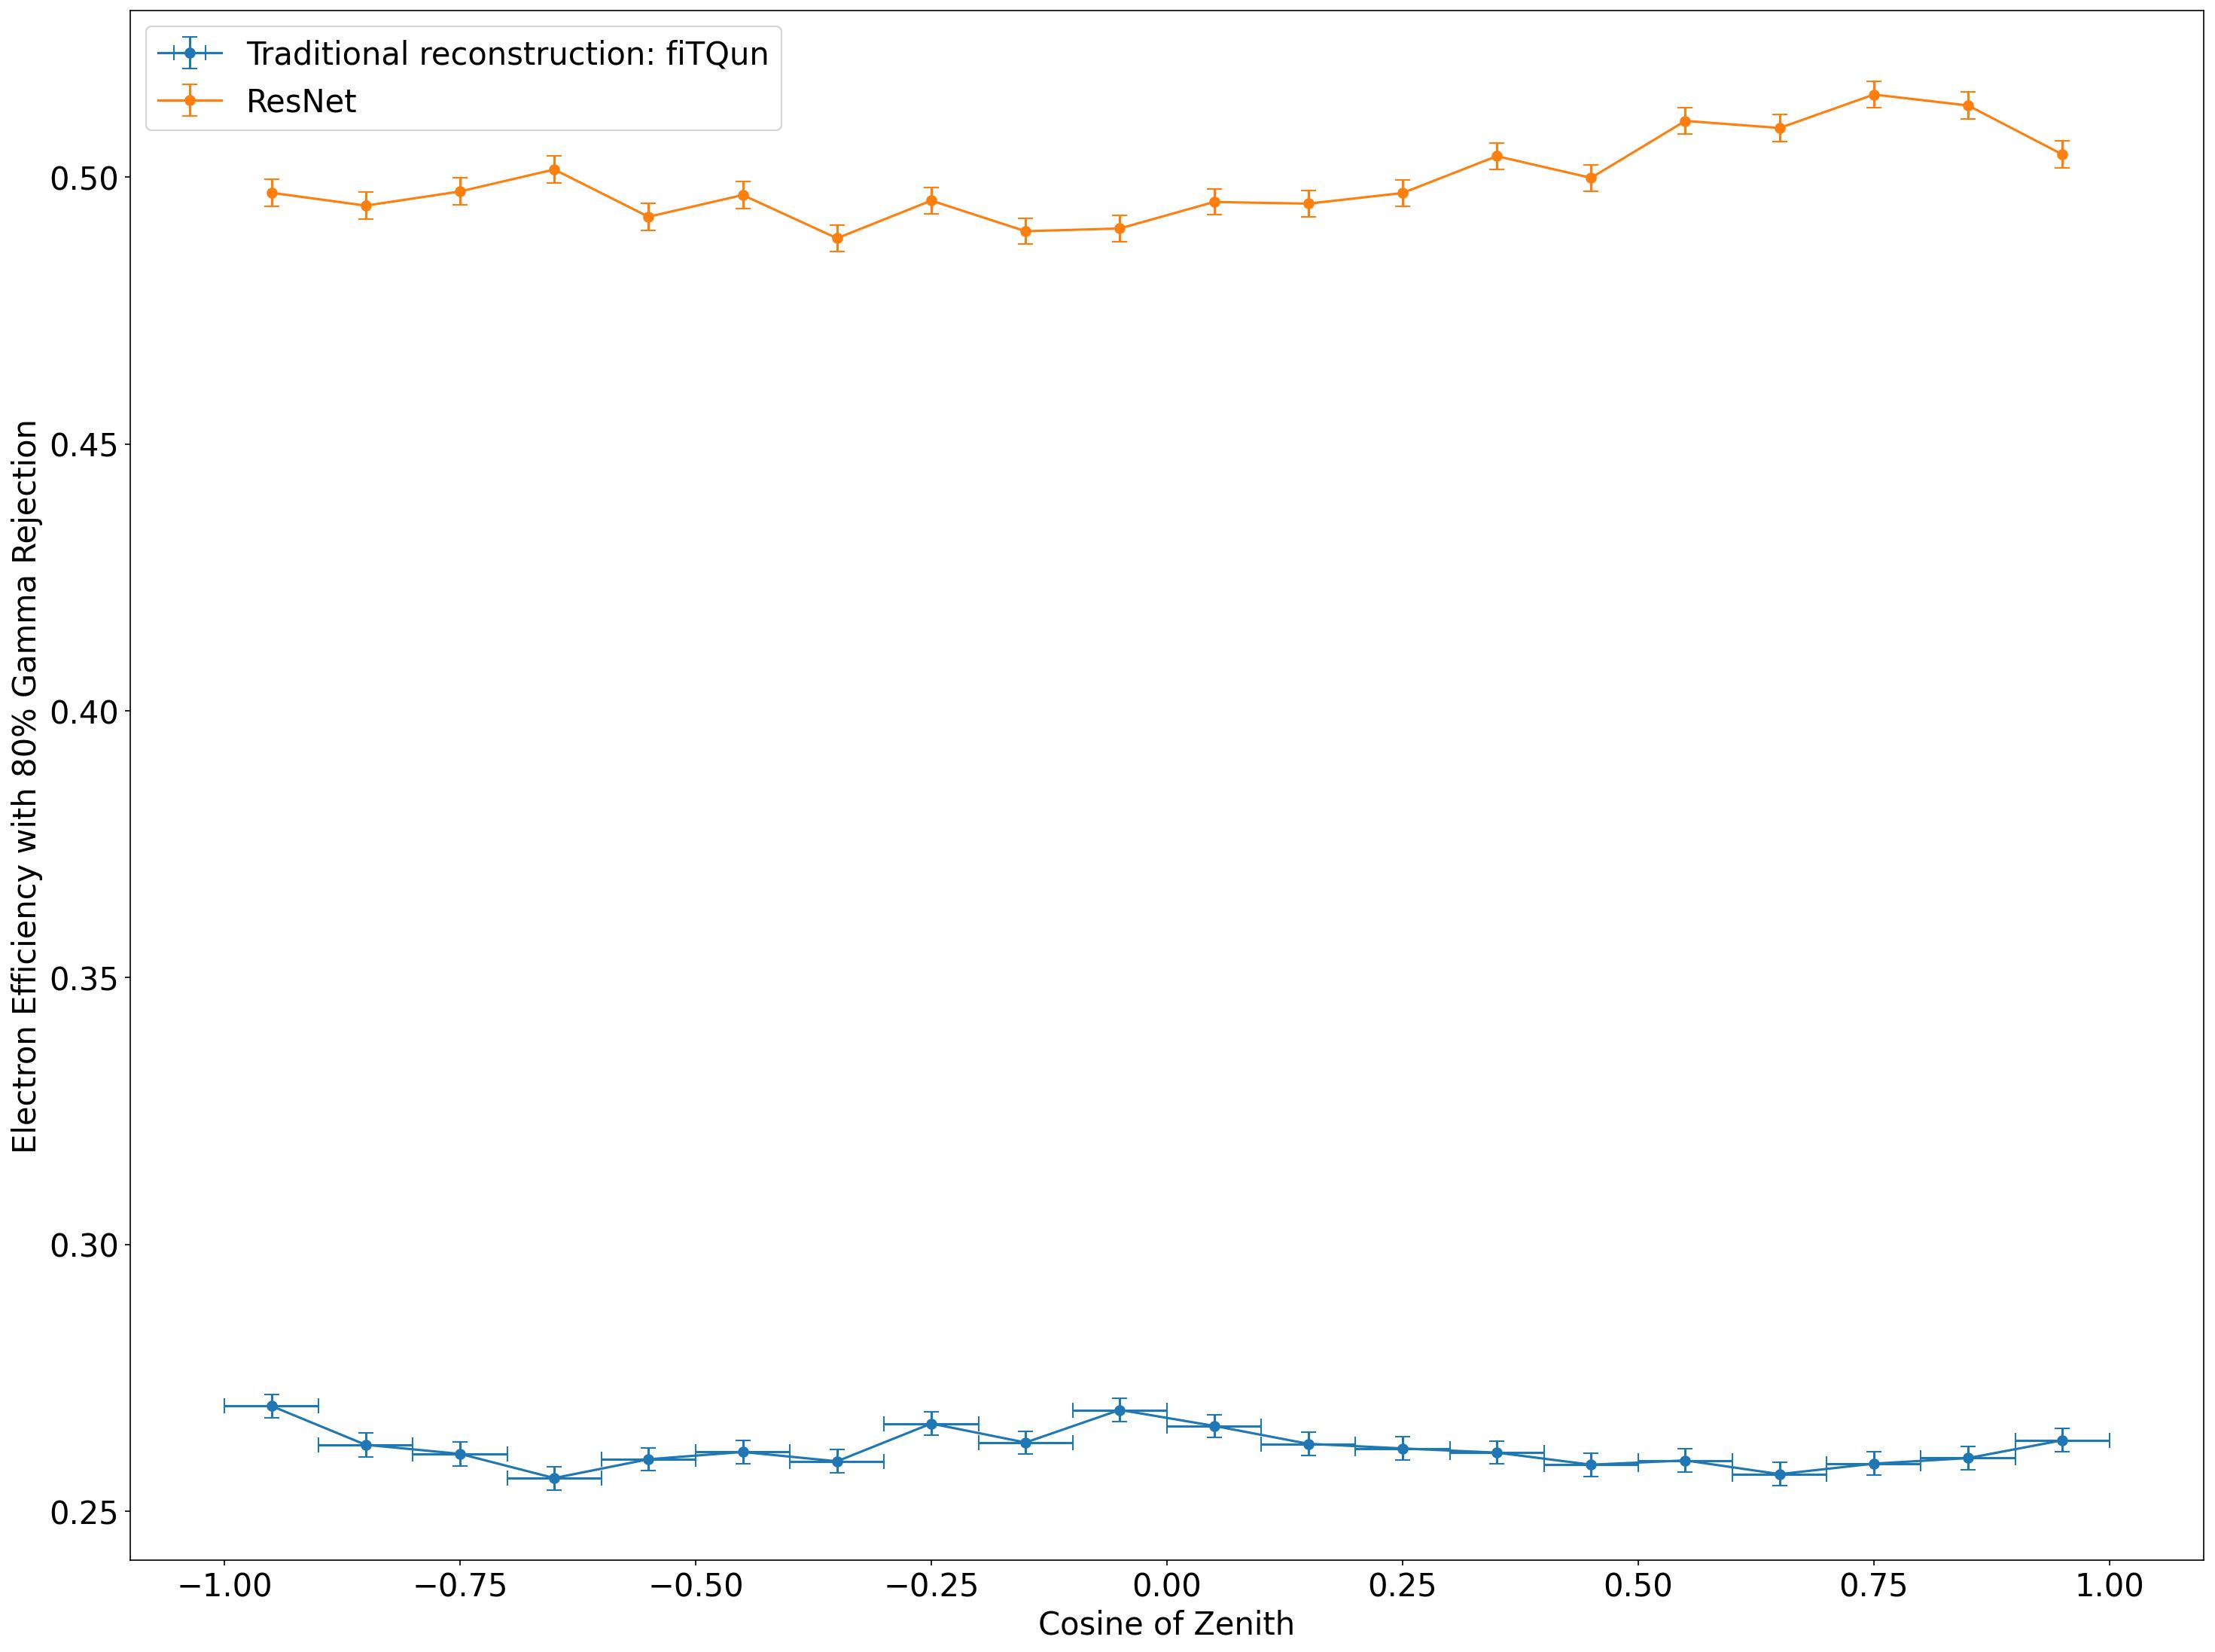 Traditional reconstruction: fiTQun
ResNet
Electron Efficiency with 80% Gamma Rejection
0.50
0.45
0.40
0.35
0.30
0.25
−1.00 −0.75 −0.50 −0.25 0.00 0.25 0.50 0.75 1.00
Cosine of Zenith